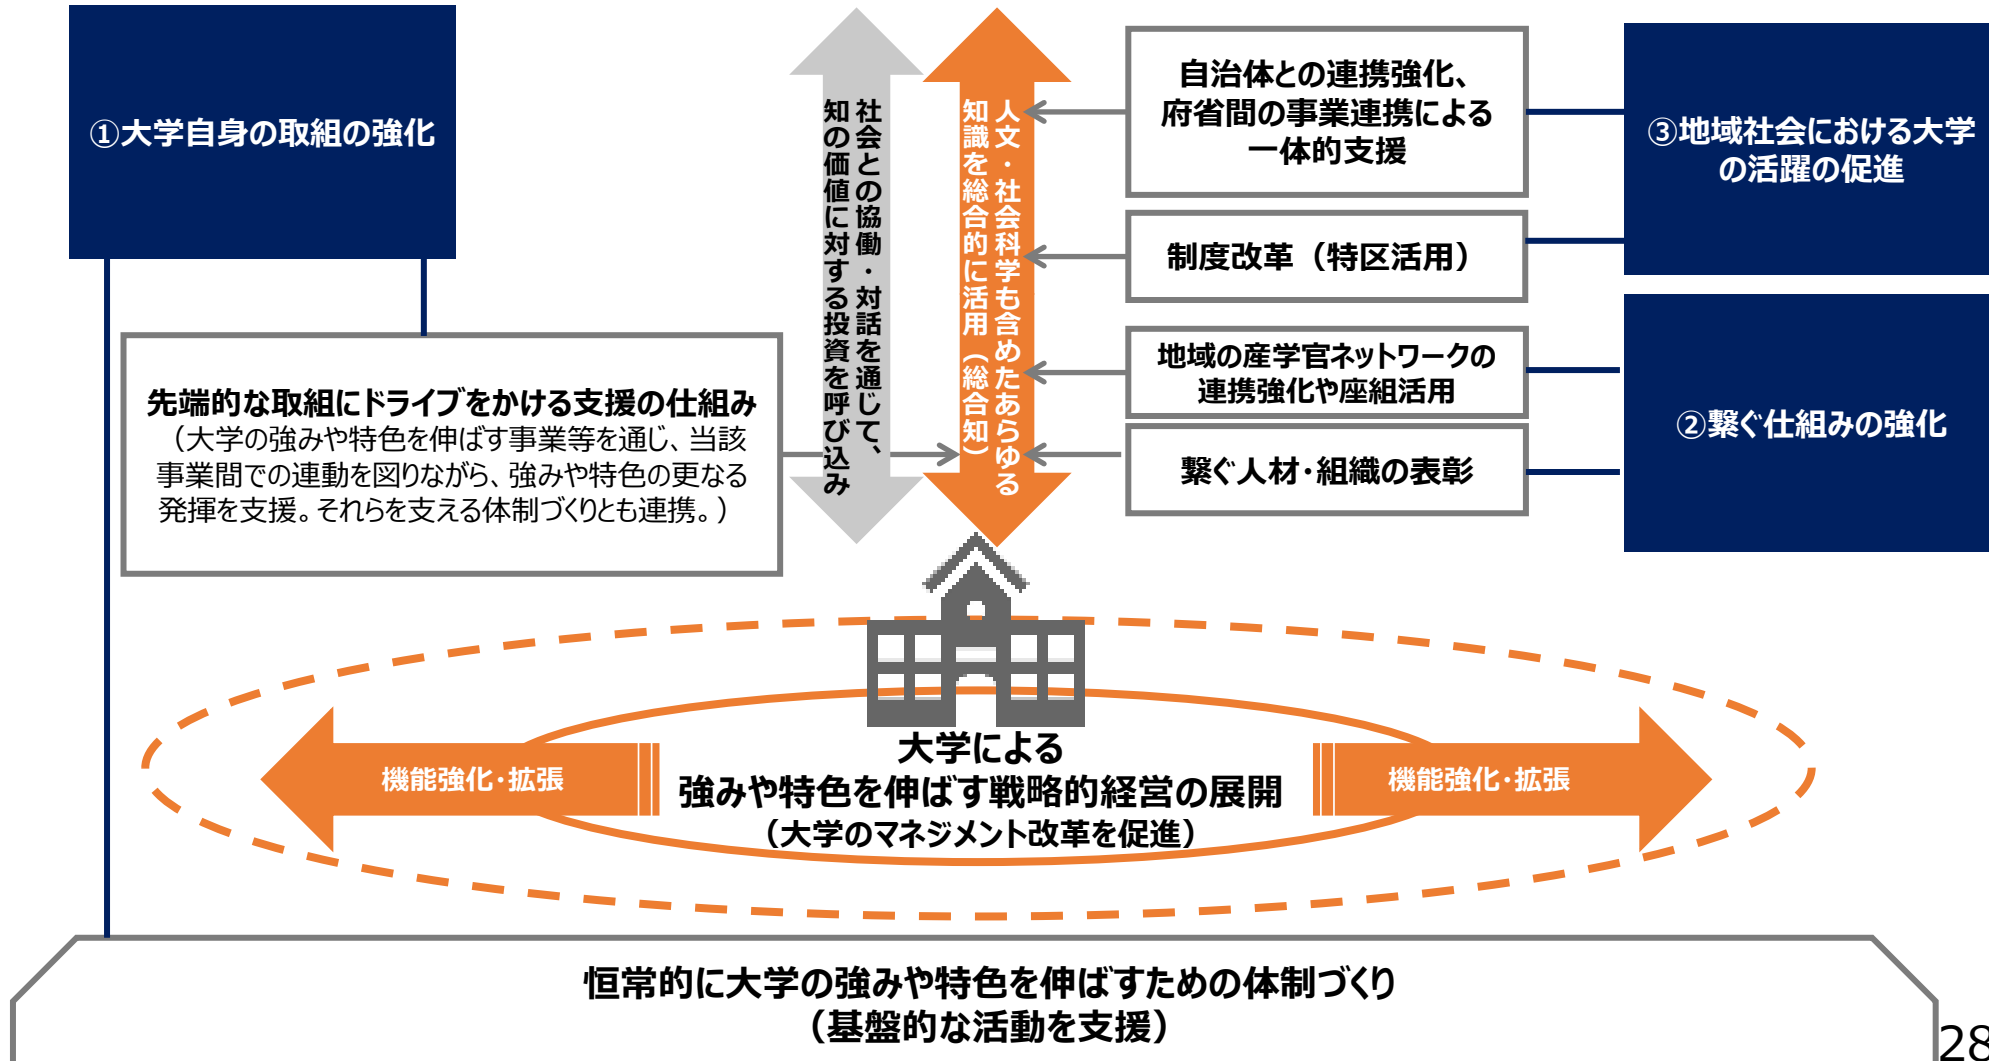 ①大学自身の取組の強化
先端的な取組にドライブをかける支援の仕組み
（大学の強みや特色を伸ばす事業等を通じ、当該
事業間での連動を図りながら、強みや特色の更なる
発揮を支援。それらを支える体制づくりとも連携。）
社会との協働・対話を通じて、
知の価値に対する投資を呼び込み
人文・社会科学も含めたあらゆる
知識を総合的に活用（総合知）
自治体との連携強化、
府省間の事業連携による
一体的支援
制度改革（特区活用）
地域の産学官ネットワークの
連携強化や座組活用
繋ぐ人材・組織の表彰
③地域社会における大学
の活躍の促進
②繋ぐ仕組みの強化
機能強化・拡張
大学による
強みや特色を伸ばす戦略的経営の展開
（大学のマネジメント改革を促進）
機能強化・拡張
恒常的に大学の強みや特色を伸ばすための体制づくり
（基盤的な活動を支援）
28